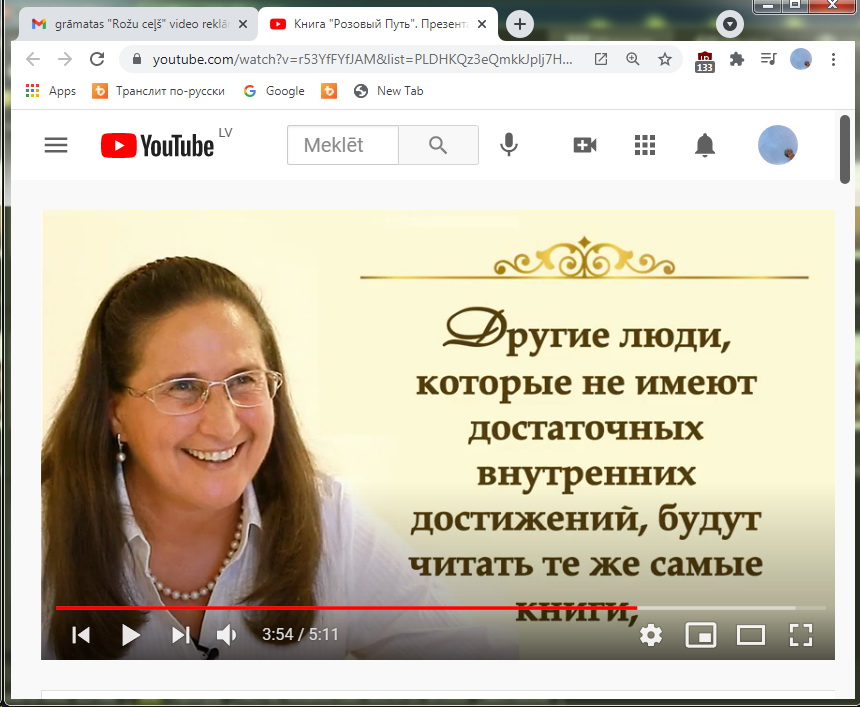 grāmatas "Rožu ceļš" video reklā
Книга "Розовый Путь". Презент
youtube.com/watch?v=r53YfFYfJAM&list=PLDHKQz3eQmkkJpIj7H...
133
Apps
Транслит по-русски
Google
New Tab
YouTube LV
Meklēt
Другие люди,
которые не имеют
достаточных
внутренних
достижений, будут
читать те же самые
книги,
3:54 / 5:11